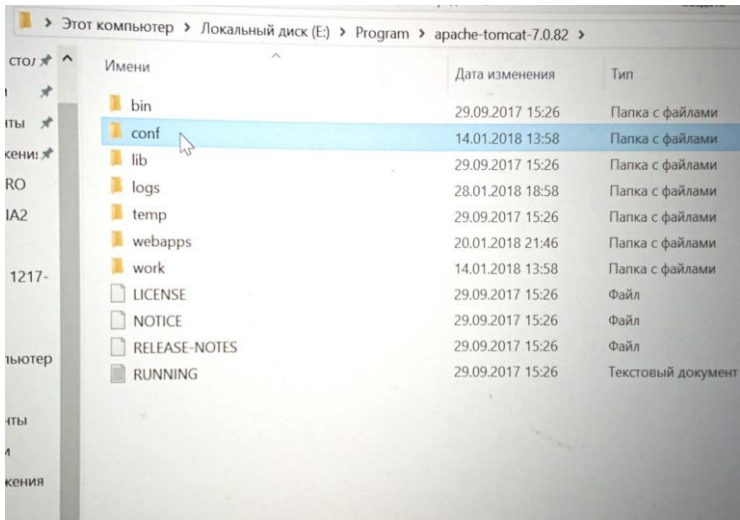 Этот компьютер > Локальный диск (E:) > Program > apache-tomcat-7.0.82 >
Имени Дата изменения Тип
bin 29.09.2017 15:26 Папка с файлами
conf 14.01.2018 13:58 Папка с файлами
lib 29.09.2017 15:26 Папка с файлами
logs 28.01.2018 18:58 Папка с файлами
temp 29.09.2017 15:26 Папка с файлами
webapps 20.01.2018 21:46 Папка с файлами
work 14.01.2018 13:58 Папка с файлами
1217-
LICENSE 29.09.2017 15:26 Файл
NOTICE 29.09.2017 15:26 Файл
RELEASE-NOTES 29.09.2017 15:26 Файл
RUNNING 29.09.2017 15:26 Текстовый документ